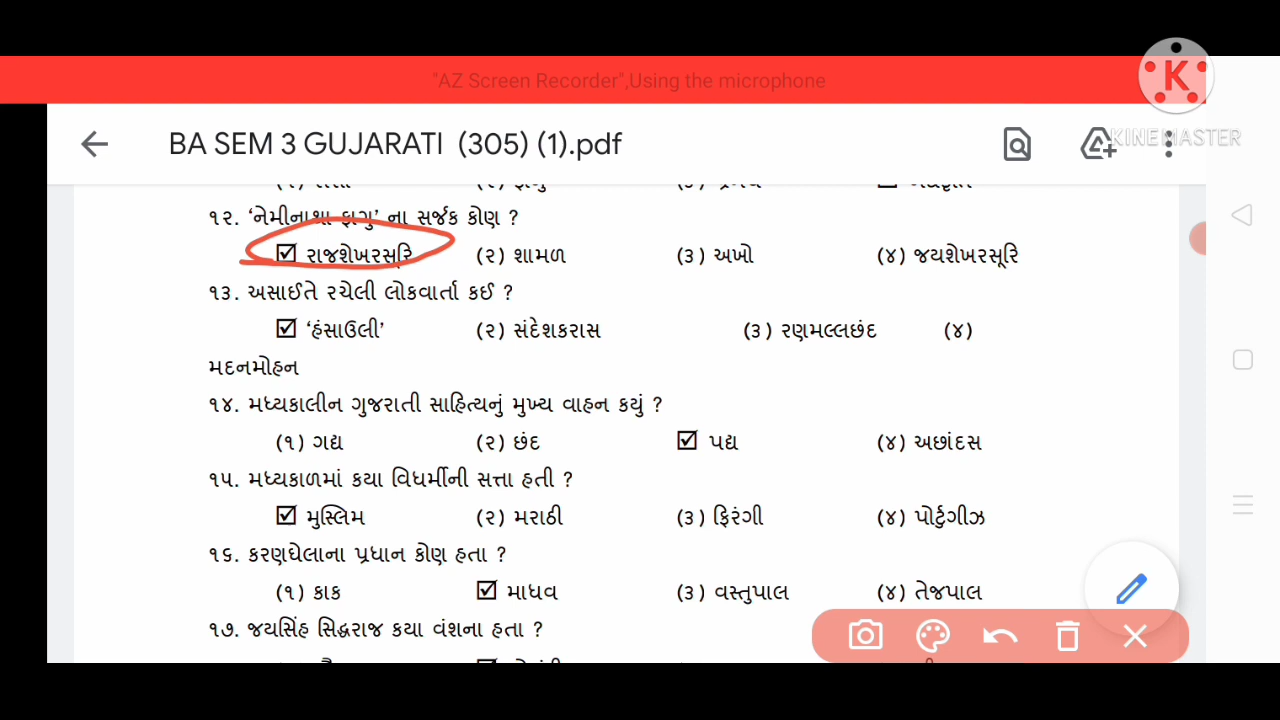 "AZ Screen Recorder",Using the microphone
K
KINEMASTER
BA SEM 3 GUJARATI (305) (1).pdf
૧૨. ‘નેમીનાથા ફાગુ’ ના સર્જક કોણ ?
☑ રાજશેખરસૂરિ (૨) શામળ (૩) અખો (૪) જયશેખરસૂરિ
૧૩. અસાઈતે રચેલી લોકવાર્તા કઈ ?
☑ ‘હંસાઉલી’ (૨) સંદેશકરાસ (૩) રણમલ્લછંદ (૪)
મદનમોહન
૧૪. મધ્યકાલીન ગુજરાતી સાહિત્યનું મુખ્ય વાહન કયું ?
(૧) ગદ્ય (૨) છંદ ☑ પદ્ય (૪) અછાંદસ
૧૫. મધ્યકાળમાં કયા વિધર્મીની સત્તા હતી ?
☑ મુસ્લિમ (૨) મરાઠી (૩) ફિરંગી (૪) પોર્ટુગીઝ
૧૬. કરણઘેલાના પ્રધાન કોણ હતા ?
(૧) કાક ☑ માધવ (૩) વસ્તુપાલ (૪) તેજપાલ
૧૭. જયસિંહ સિદ્ધરાજ કયા વંશના હતા ?